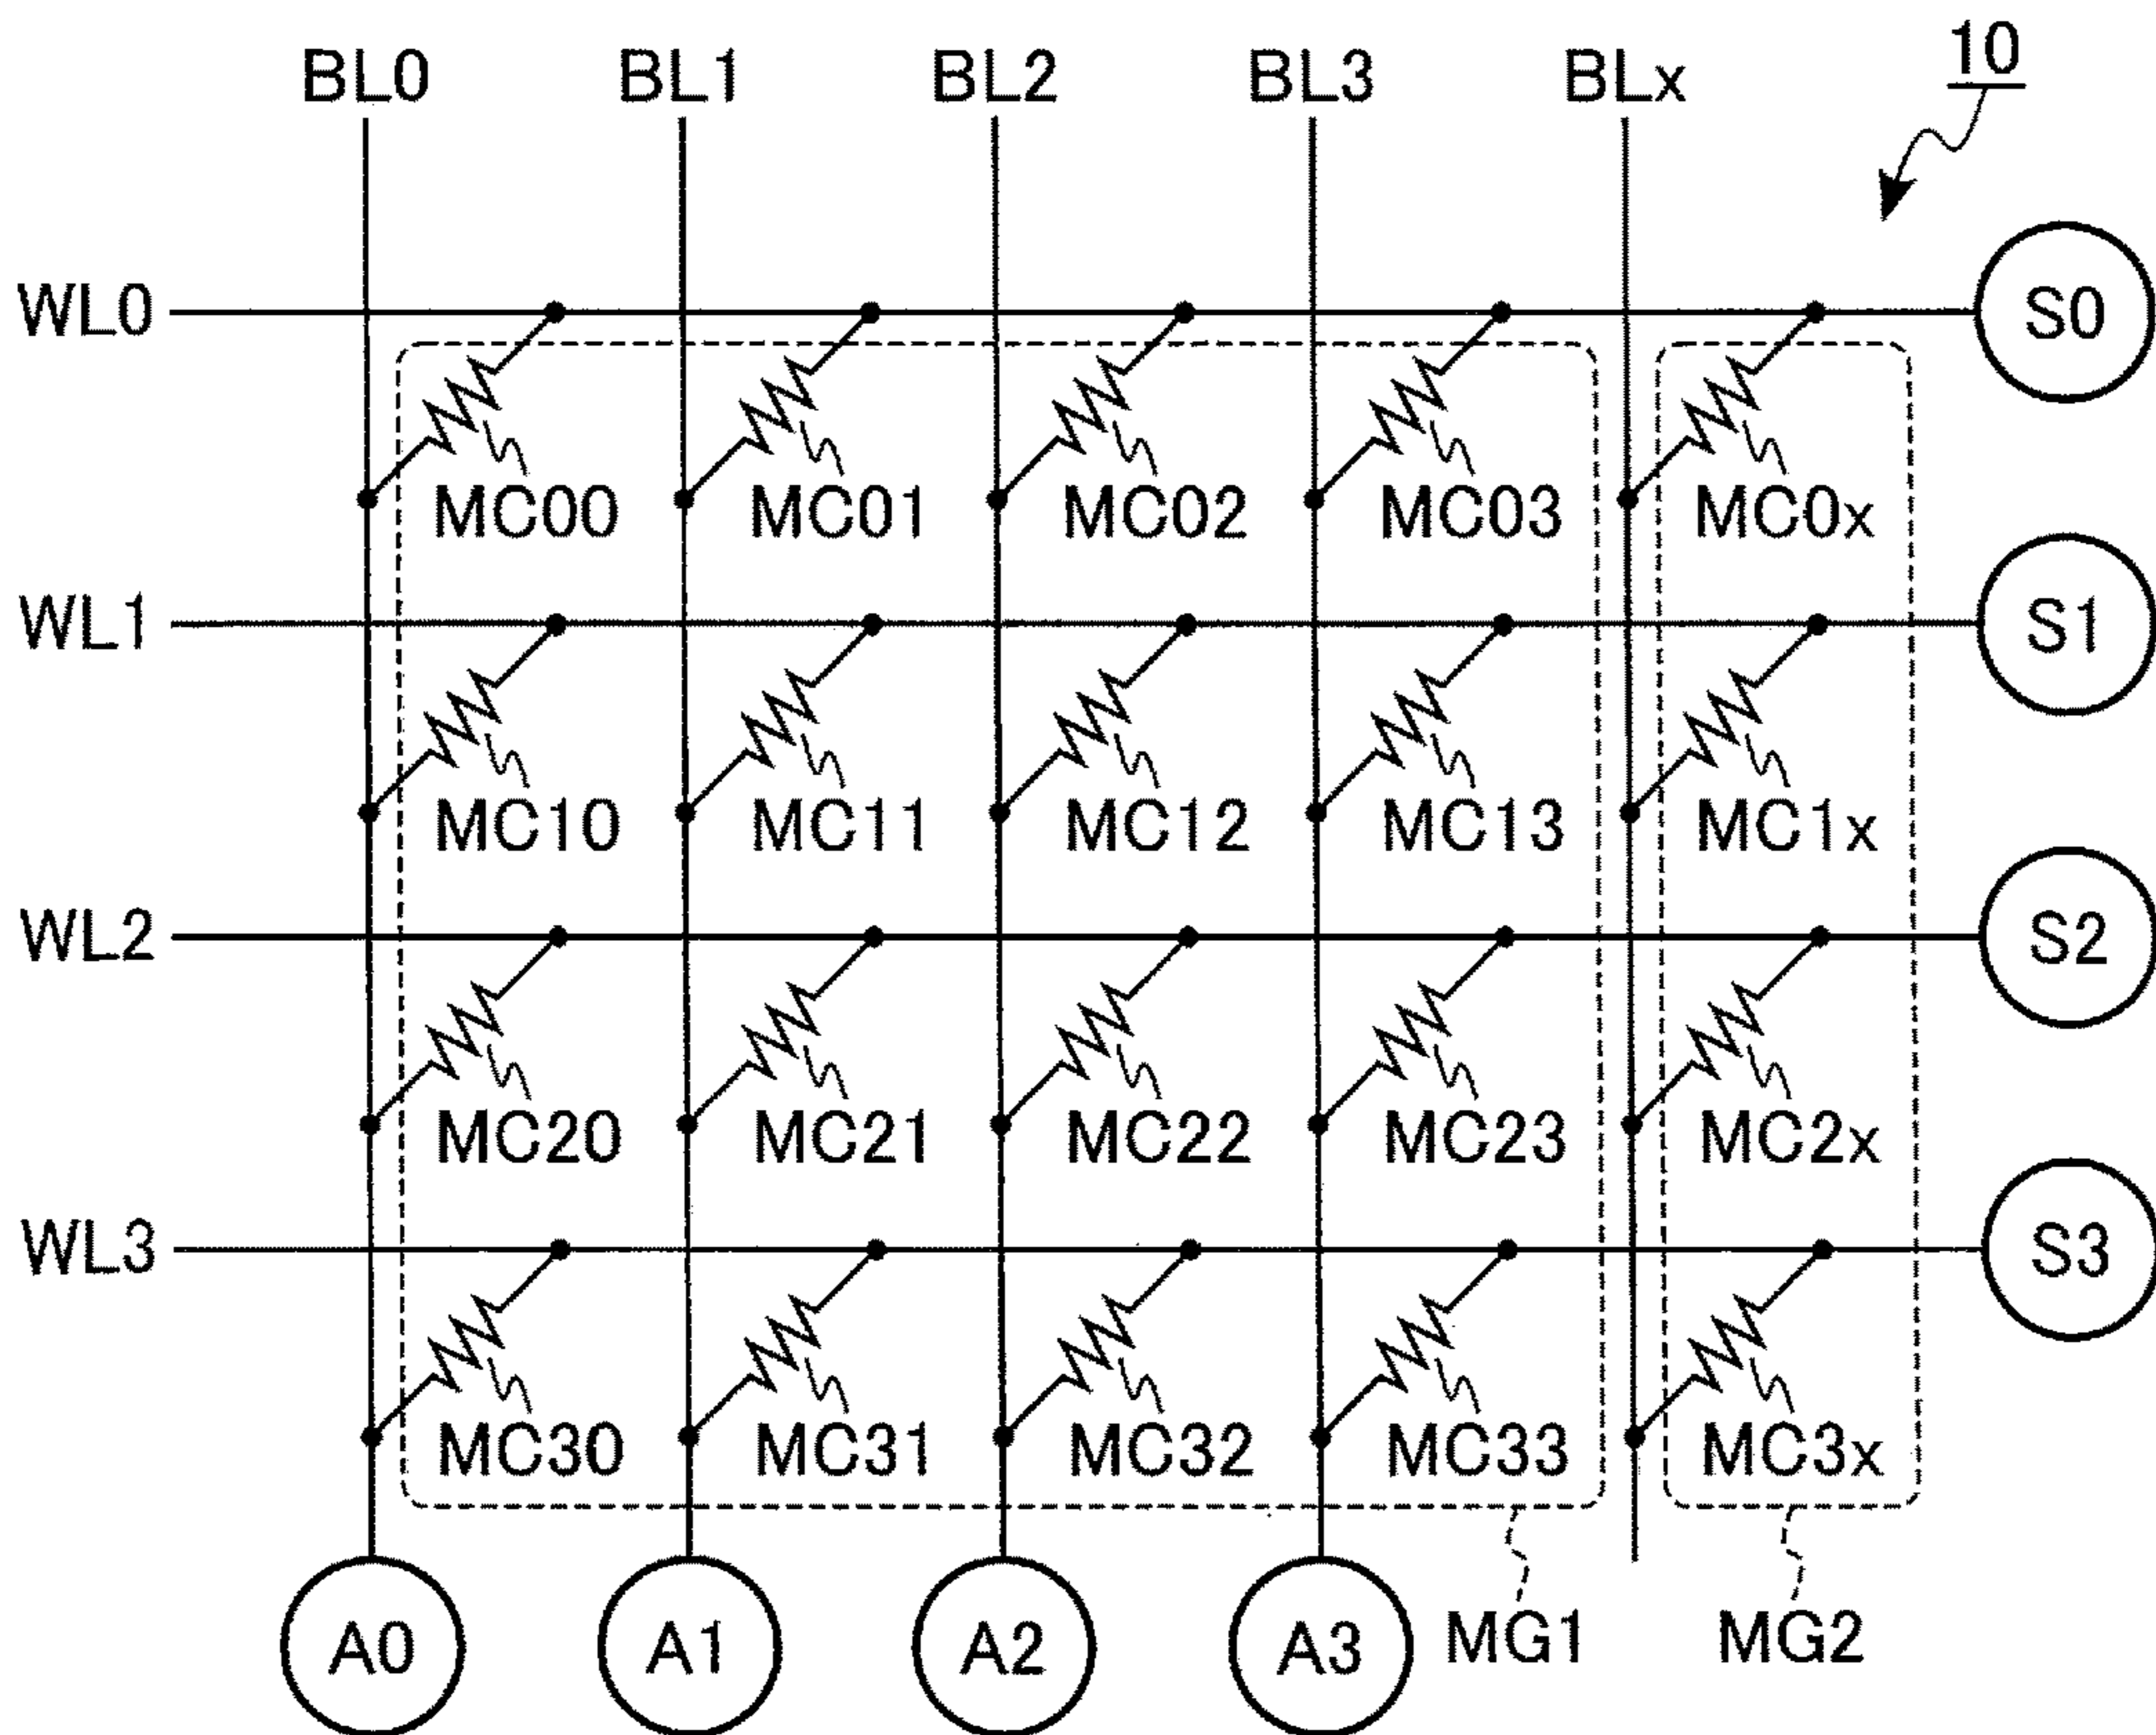 10
BL0 BL1 BL2 BL3 BLx
WL0 S0
MC00 MC01 MC02 MC03 MC0x
WL1 S1
MC10 MC11 MC12 MC13 MC1x
WL2 S2
MC20 MC21 MC22 MC23 MC2x
WL3 S3
MC30 MC31 MC32 MC33 MC3x
A0 A1 A2 A3 MG1 MG2